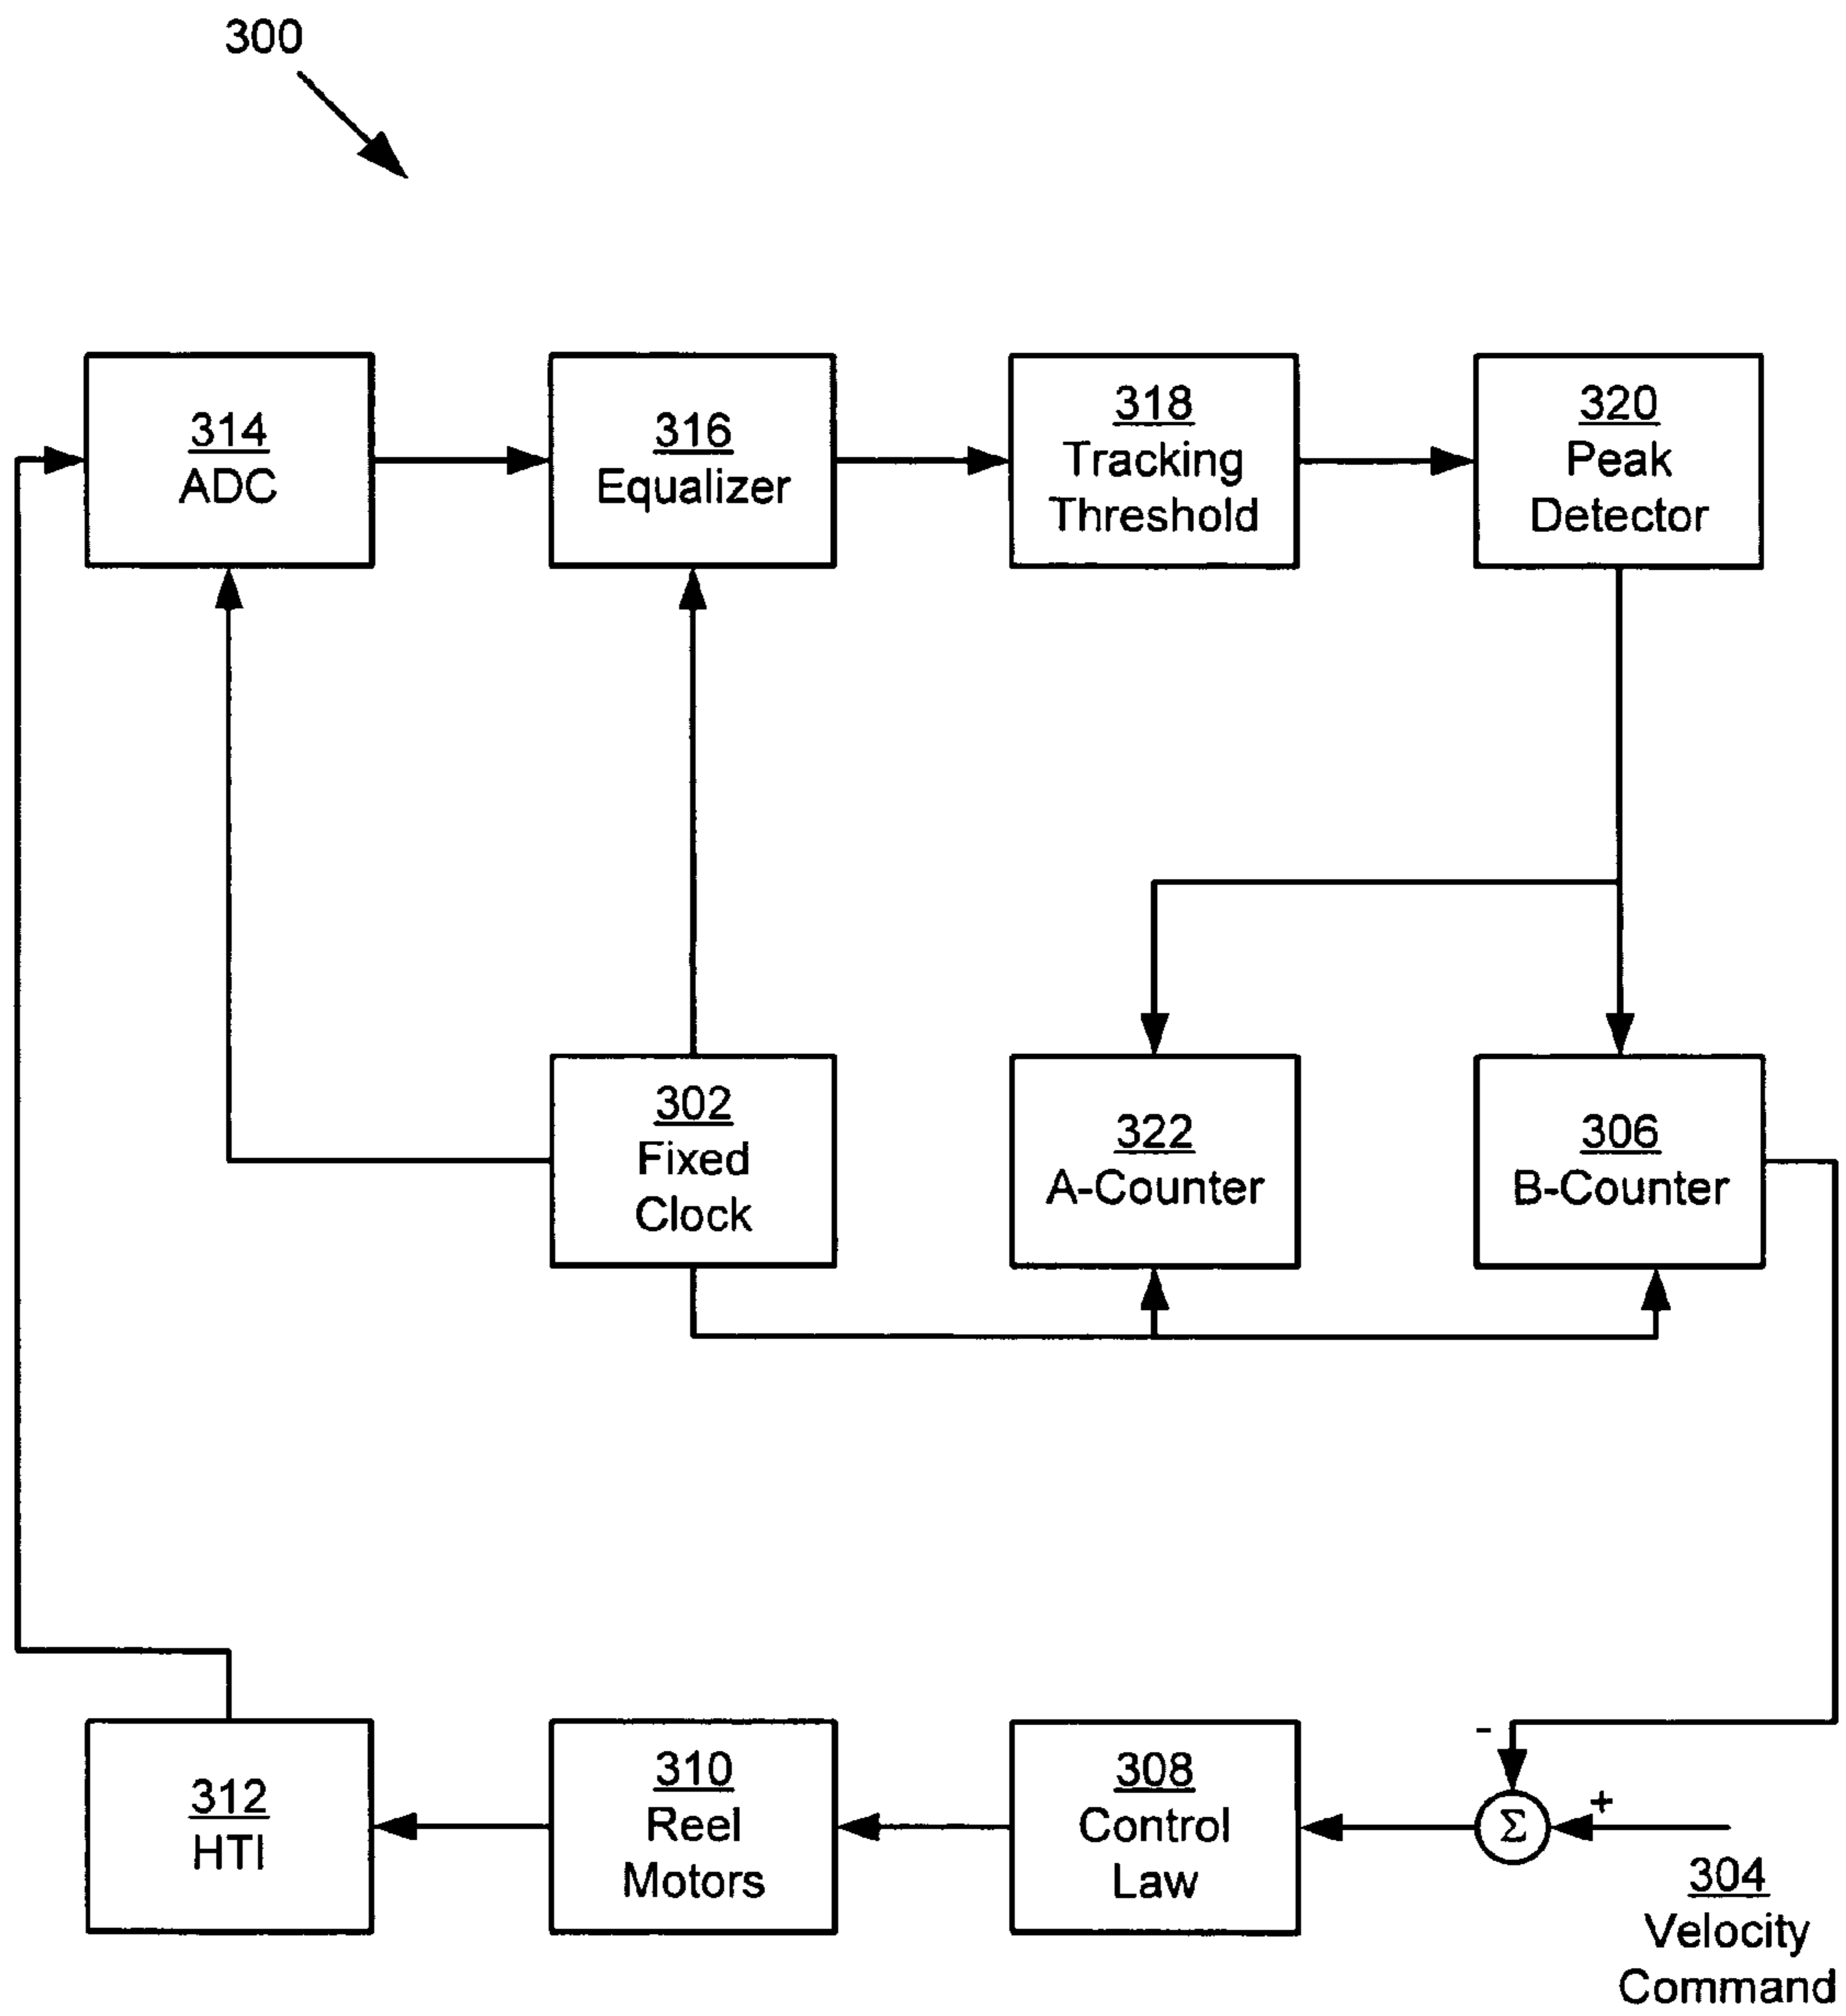 300
314
ADC
316
Equalizer
318
Tracking
Threshold
320
Peak
Detector
302
Fixed
Clock
322
A-Counter
306
B-Counter
312
HTI
310
Reel
Motors
308
Control
Law
-
Σ
+
304
Velocity
Command